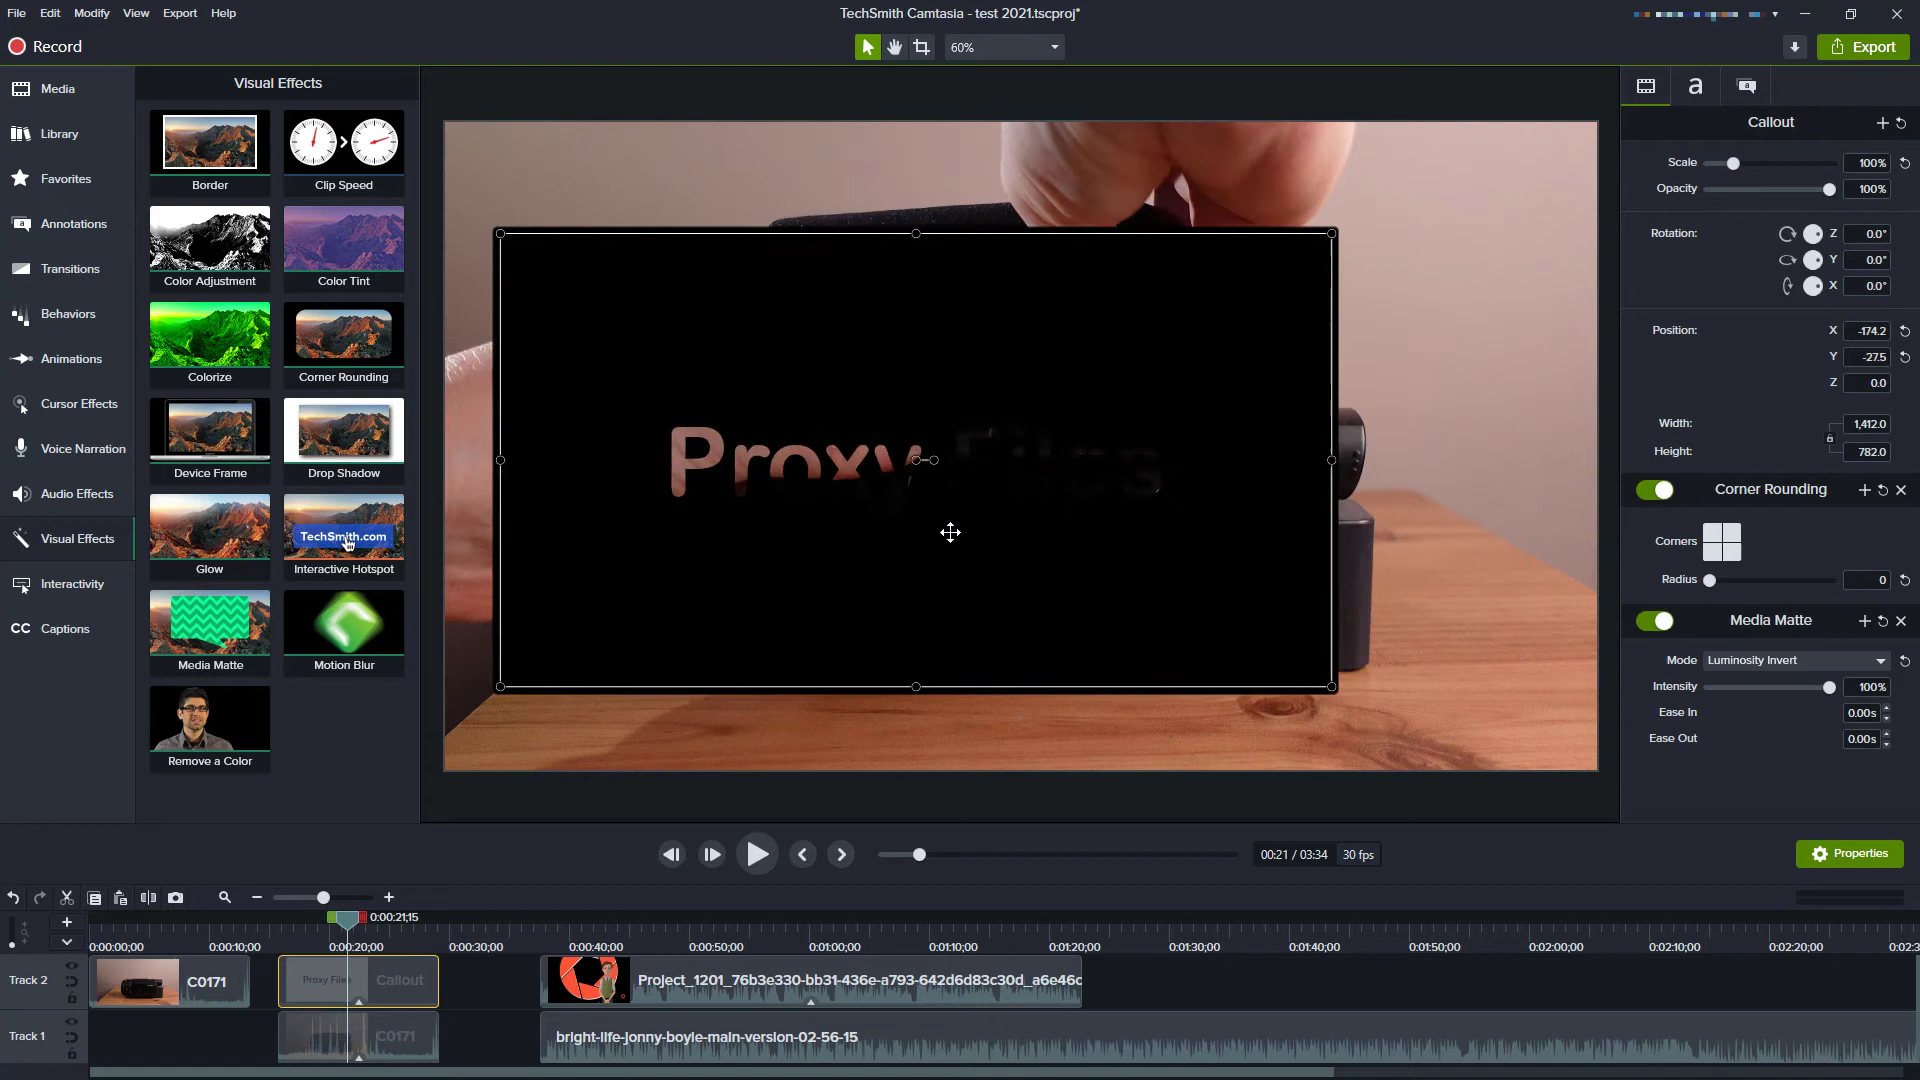 File Edit Modify View Export Help
TechSmith Camtasia - test 2021.tscproj*
Record
60%
Export
Media
Library
Favorites
Annotations
Transitions
Behaviors
Animations
Cursor Effects
Voice Narration
Audio Effects
Visual Effects
Interactivity
CC Captions
Visual Effects
Border
Clip Speed
Color Adjustment
Color Tint
Colorize
Corner Rounding
Device Frame
Drop Shadow
Glow
TechSmith.com
Interactive Hotspot
Media Matte
Motion Blur
Remove a Color
Proxy Files
a
Callout
Scale 100%
Opacity 100%
Rotation: Z 0.0°
Y 0.0°
X 0.0°
Position: X -174.2
Y -27.5
Z 0.0
Width: 1,412.0
Height: 782.0
Corner Rounding
Corners
Radius 0
Media Matte
Mode Luminosity Invert
Intensity 100%
Ease In 0.00s
Ease Out 0.00s
00:21 / 03:34 30 fps
Properties
0:00:21;15
0:00:00;00 0:00:10;00 0:00:20;00 0:00:30;00 0:00:40;00 0:00:50;00 0:01:00;00 0:01:10;00 0:01:20;00 0:01:30;00 0:01:40;00 0:01:50;00 0:02:00;00 0:02:10;00 0:02:20;00 0:02:3
Track 2
C0171
Proxy Files Callout
Project_1201_76b3e330-bb31-436e-a793-642d6d83c30d_a6e46c
Track 1
C0171
bright-life-jonny-boyle-main-version-02-56-15